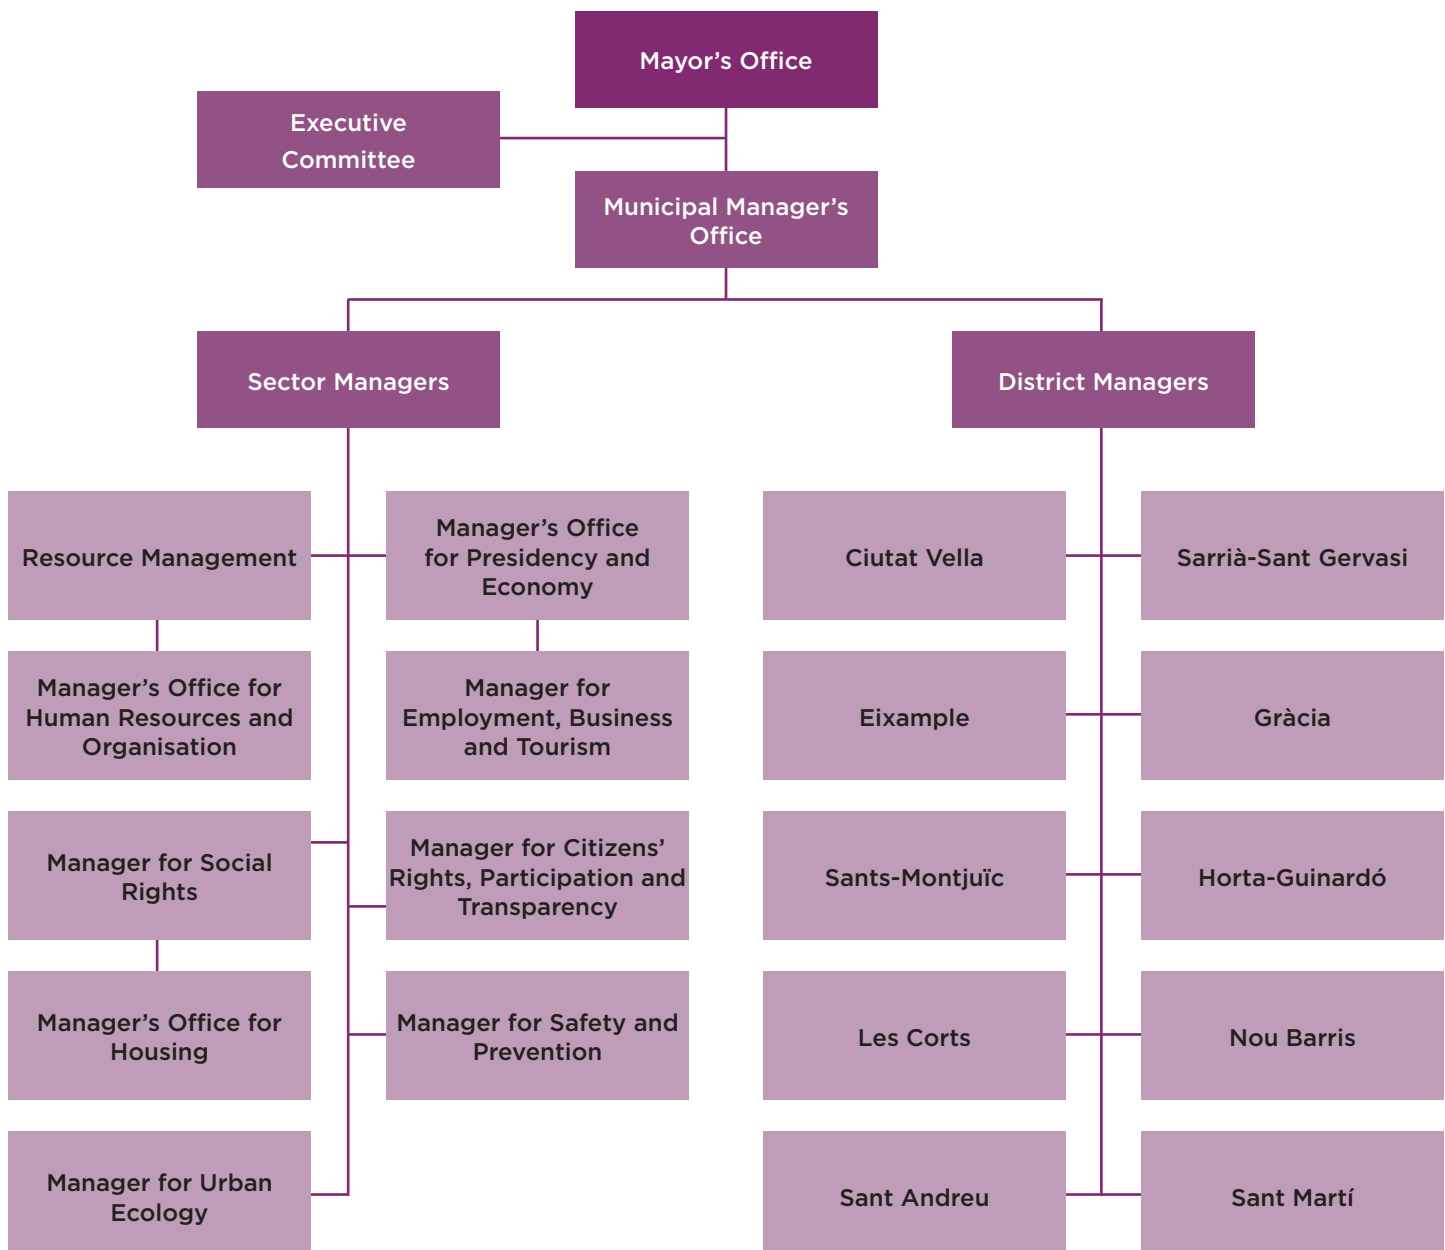 Mayor’s Office
Executive
Committee
Municipal Manager’s
Office
Sector Managers
District Managers
Resource Management
Manager’s Office
for Presidency and
Economy
Ciutat Vella
Sarrià-Sant Gervasi
Manager’s Office for
Human Resources and
Organisation
Manager for
Employment, Business
and Tourism
Eixample
Gràcia
Manager for Social
Rights
Manager for Citizens’
Rights, Participation and
Transparency
Sants-Montjuïc
Horta-Guinardó
Manager’s Office for
Housing
Manager for Safety and
Prevention
Les Corts
Nou Barris
Manager for Urban
Ecology
Sant Andreu
Sant Martí